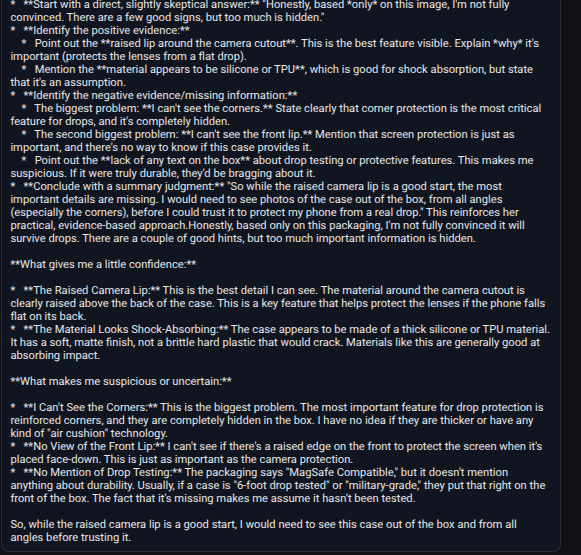 *   **Start with a direct, slightly skeptical answer:** "Honestly, based *only* on this image, I'm not fully
convinced. There are a few good signs, but too much is hidden."
*   **Identify the positive evidence:**
    *   Point out the **raised lip around the camera cutout**. This is the best feature visible. Explain *why* it's
important (protects the lenses from a flat drop).
    *   Mention the **material appears to be silicone or TPU**, which is good for shock absorption, but state
that it's an assumption.
*   **Identify the negative evidence/missing information:**
    *   The biggest problem: **I can't see the corners.** State clearly that corner protection is the most critical
feature for drops, and it's completely hidden.
    *   The second biggest problem: **I can't see the front lip.** Mention that screen protection is just as
important, and there's no way to know if this case provides it.
    *   Point out the **lack of any text on the box** about drop testing or protective features. This makes me
suspicious. If it were truly durable, they'd be bragging about it.
*   **Conclude with a summary judgment:** "So while the raised camera lip is a good start, the most
important details are missing. I would need to see photos of the case out of the box, from all angles
(especially the corners), before I could trust it to protect my phone from a real drop." This reinforces her
practical, evidence-based approach.Honestly, based only on this packaging, I'm not fully convinced it will
survive drops. There are a couple of good hints, but too much important information is hidden.
**What gives me a little confidence:**
*   **The Raised Camera Lip:** This is the best detail I can see. The material around the camera cutout is
clearly raised above the back of the case. This is a key feature that helps protect the lenses if the phone falls
flat on its back.
*   **The Material Looks Shock-Absorbing:** The case appears to be made of a thick silicone or TPU material.
It has a soft, matte finish, not a brittle hard plastic that would crack. Materials like this are generally good at
absorbing impact.
**What makes me suspicious or uncertain:**
*   **I Can't See the Corners:** This is the biggest problem. The most important feature for drop protection is
reinforced corners, and they are completely hidden in the box. I have no idea if they are thicker or have any
kind of "air cushion" technology.
*   **No View of the Front Lip:** I can't see if there's a raised edge on the front to protect the screen when it's
placed face-down. This is just as important as the camera protection.
*   **No Mention of Drop Testing:** The packaging says "MagSafe Compatible," but it doesn't mention
anything about durability. Usually, if a case is "6-foot drop tested" or "military-grade," they put that right on the
front of the box. The fact that it's missing makes me assume it hasn't been tested.
So, while the raised camera lip is a good start, I would need to see this case out of the box and from all
angles before trusting it.